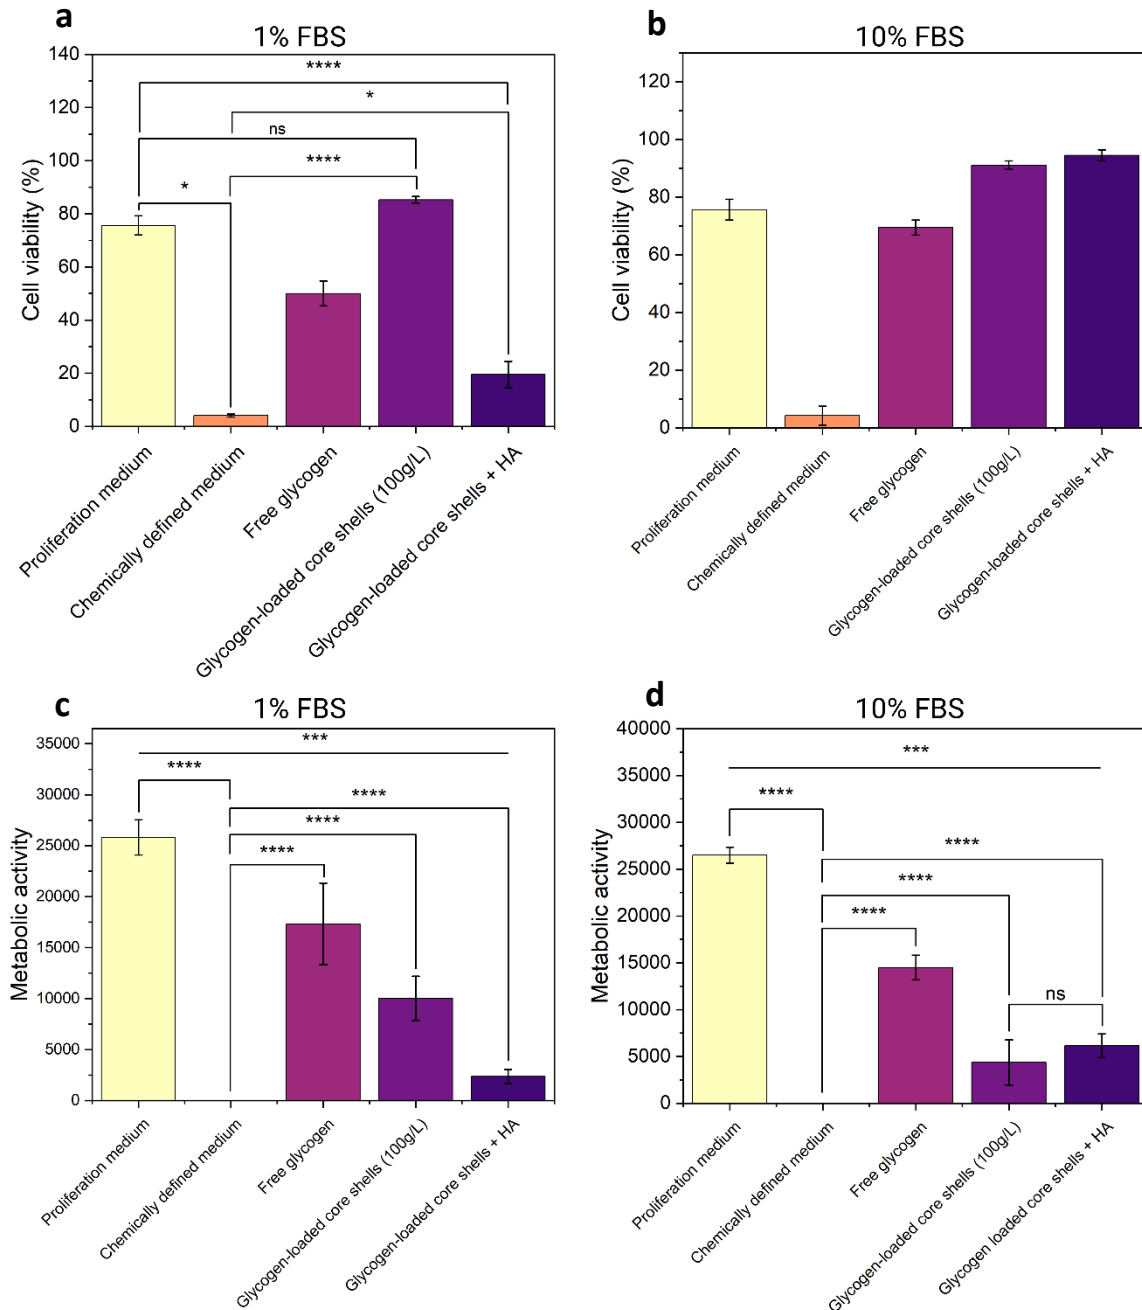 a
1% FBS
140
120
100
80
60
40
20
0
Cell viability (%)
****
*
ns
****
*
Proliferation medium
Chemically defined medium
Free glycogen
Glycogen-loaded core shells (100g/L)
Glycogen-loaded core shells + HA
b
10% FBS
120
100
80
60
40
20
0
Cell viability (%)
Proliferation medium
Chemically defined medium
Free glycogen
Glycogen-loaded core shells (100g/L)
Glycogen-loaded core shells + HA
c
1% FBS
35000
30000
25000
20000
15000
10000
5000
0
Metabolic activity
***
****
****
****
****
Proliferation medium
Chemically defined medium
Free glycogen
Glycogen-loaded core shells (100g/L)
Glycogen-loaded core shells + HA
d
10% FBS
40000
35000
30000
25000
20000
15000
10000
5000
0
Metabolic activity
***
****
****
****
****
ns
Proliferation medium
Chemically defined medium
Free glycogen
Glycogen-loaded core shells (100g/L)
Glycogen loaded core shells + HA